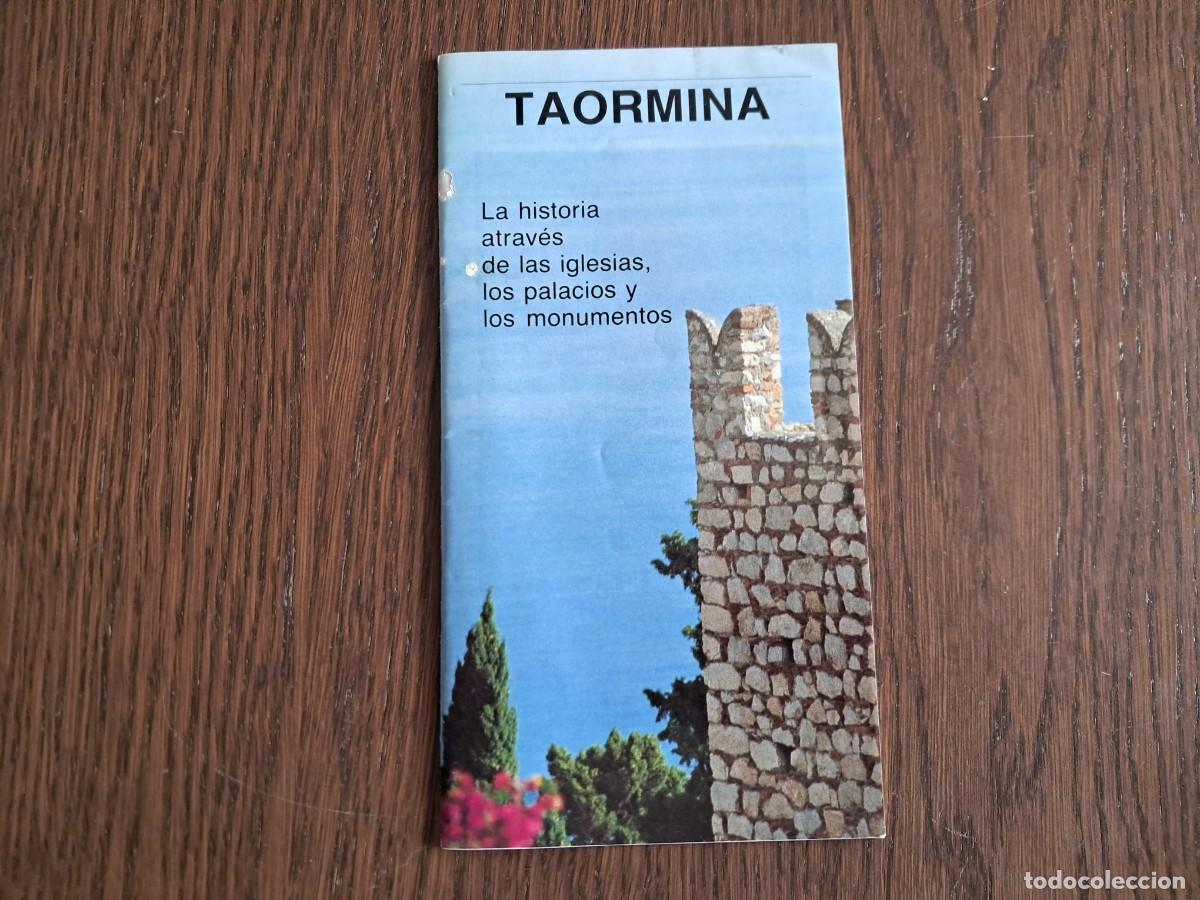 TAORMINA
La historia
através
de las iglesias,
los palacios y
los monumentos
todocoleccion